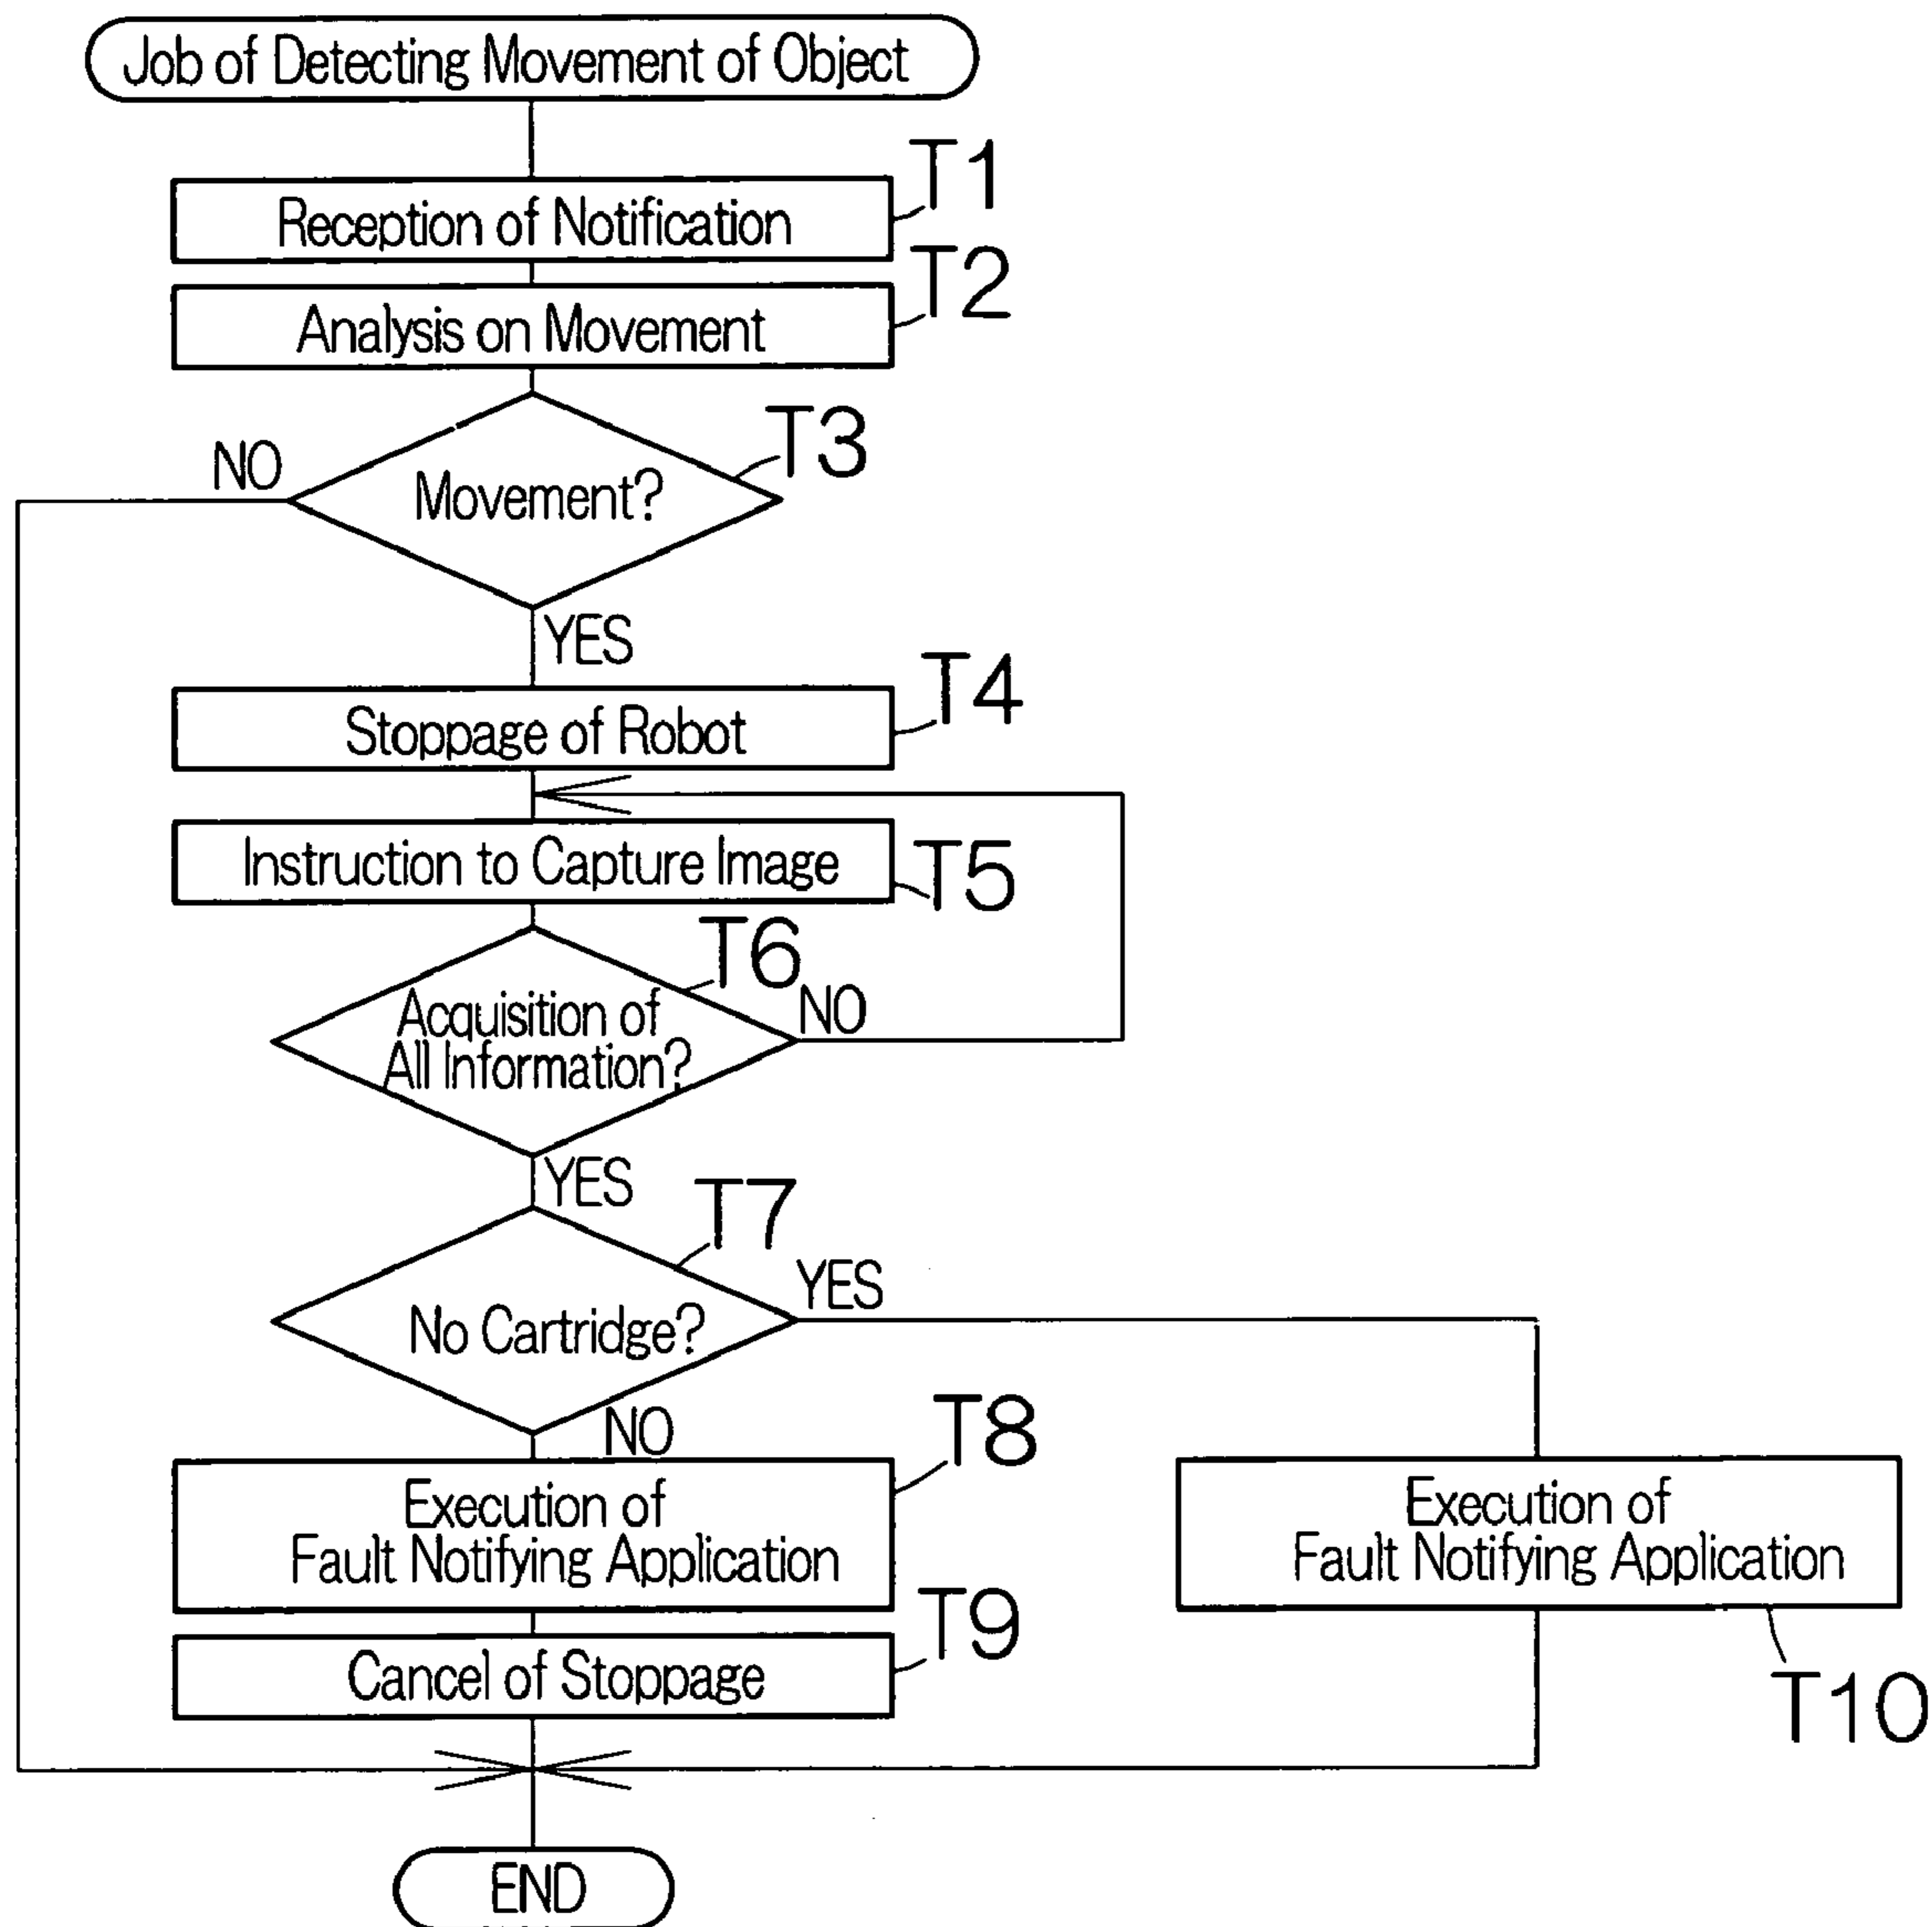 Job of Detecting Movement of Object
T1
Reception of Notification
T2
Analysis on Movement
T3
NO
Movement?
YES
T4
Stoppage of Robot
Instruction to Capture Image
T5
T6
Acquisition of
All Information?
NO
YES
T7
YES
No Cartridge?
NO
T8
Execution of
Fault Notifying Application
Execution of
Fault Notifying Application
T9
Cancel of Stoppage
T10
END